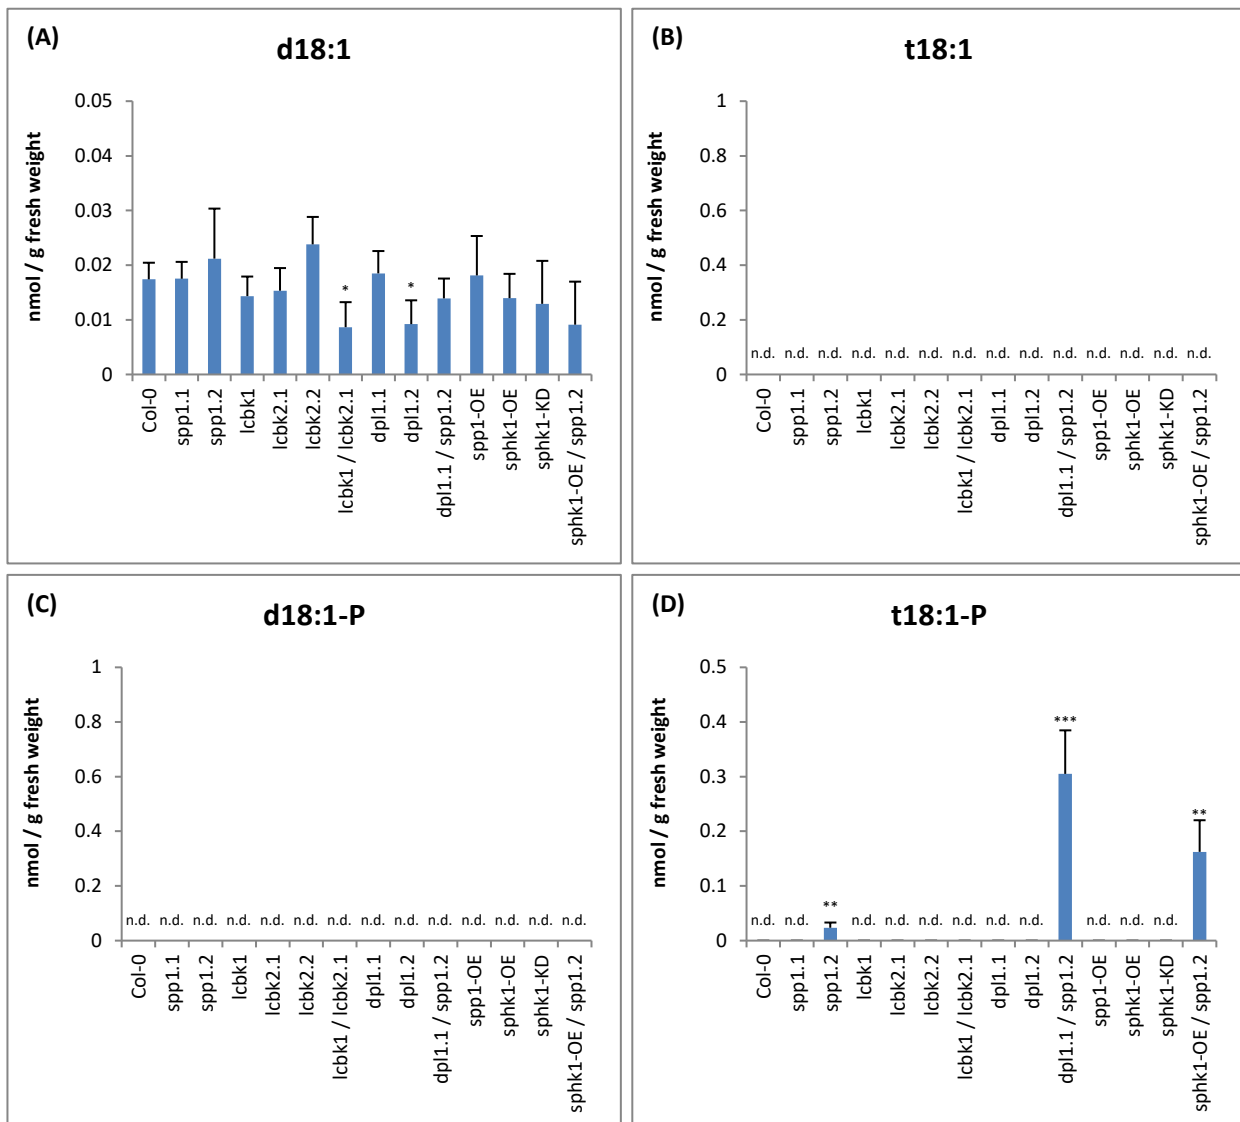 (A)
d18:1
nmol / g fresh weight
0.05
0.04
0.03
0.02
0.01
0
*
*
Col-0
spp1.1
spp1.2
lcbk1
lcbk2.1
lcbk2.2
lcbk1 / lcbk2.1
dpl1.1
dpl1.2
dpl1.1 / spp1.2
spp1-OE
sphk1-OE
sphk1-KD
sphk1-OE / spp1.2
(B)
t18:1
nmol / g fresh weight
1
0.8
0.6
0.4
0.2
0
n.d. n.d. n.d. n.d. n.d. n.d. n.d. n.d. n.d. n.d. n.d. n.d. n.d. n.d.
Col-0
spp1.1
spp1.2
lcbk1
lcbk2.1
lcbk2.2
lcbk1 / lcbk2.1
dpl1.1
dpl1.2
dpl1.1 / spp1.2
spp1-OE
sphk1-OE
sphk1-KD
sphk1-OE / spp1.2
(C)
d18:1-P
nmol / g fresh weight
1
0.8
0.6
0.4
0.2
0
n.d. n.d. n.d. n.d. n.d. n.d. n.d. n.d. n.d. n.d. n.d. n.d. n.d. n.d.
Col-0
spp1.1
spp1.2
lcbk1
lcbk2.1
lcbk2.2
lcbk1 / lcbk2.1
dpl1.1
dpl1.2
dpl1.1 / spp1.2
spp1-OE
sphk1-OE
sphk1-KD
sphk1-OE / spp1.2
(D)
t18:1-P
nmol / g fresh weight
0.5
0.4
0.3
0.2
0.1
0
***
**
**
n.d. n.d. n.d. n.d. n.d. n.d. n.d. n.d. n.d. n.d. n.d.
Col-0
spp1.1
spp1.2
lcbk1
lcbk2.1
lcbk2.2
lcbk1 / lcbk2.1
dpl1.1
dpl1.2
dpl1.1 / spp1.2
spp1-OE
sphk1-OE
sphk1-KD
sphk1-OE / spp1.2